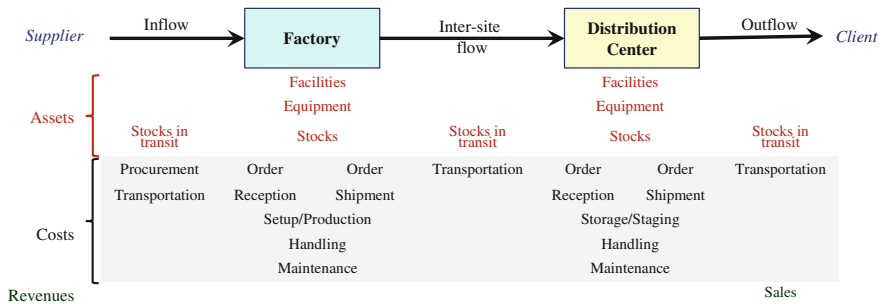 Supplier
Inflow
Factory
Inter-site
flow
Distribution
Center
Outflow
Client
Assets
Facilities
Facilities
Equipment
Equipment
Stocks in
transit
Stocks
Stocks in
transit
Stocks
Stocks in
transit
Costs
Procurement Order Order Transportation Order Order Transportation
Transportation Reception Shipment Reception Shipment
Setup/Production Storage/Staging
Handling Handling
Maintenance Maintenance
Revenues Sales